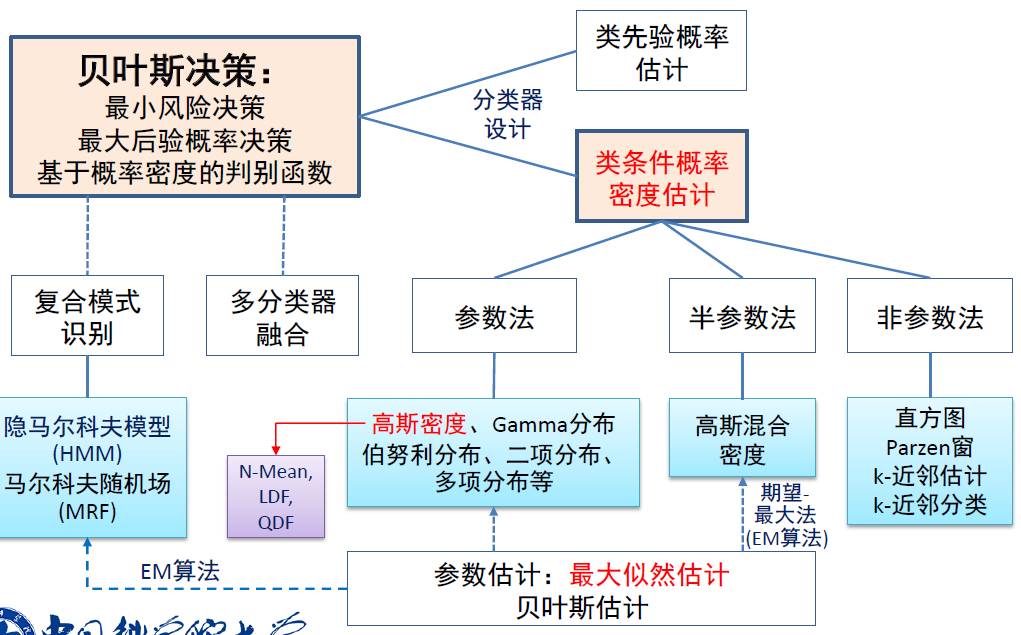 贝叶斯决策：
最小风险决策
最大后验概率决策
基于概率密度的判别函数
分类器
设计
类先验概率
估计
类条件概率
密度估计
复合模式
识别
多分类器
融合
参数法
半参数法
非参数法
隐马尔科夫模型
(HMM)
马尔科夫随机场
(MRF)
N-Mean,
LDF,
QDF
高斯密度、Gamma分布
伯努利分布、二项分布、
多项分布等
高斯混合
密度
直方图
Parzen窗
k-近邻估计
k-近邻分类
期望-
最大法
(EM算法)
EM算法
参数估计：最大似然估计
贝叶斯估计